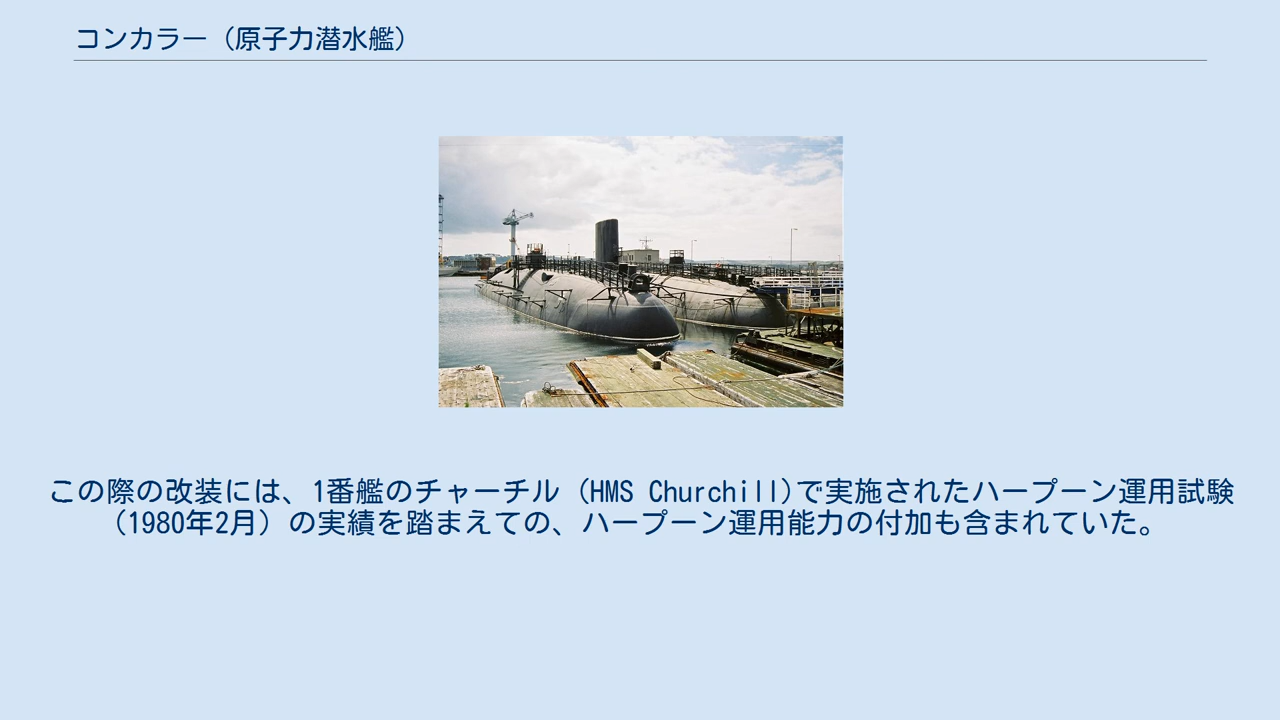 コンカラー（原子力潜水艦）
この際の改装には、1番艦のチャーチル（HMS Churchill)で実施されたハープーン運用試験
（1980年2月）の実績を踏まえての、ハープーン運用能力の付加も含まれていた。